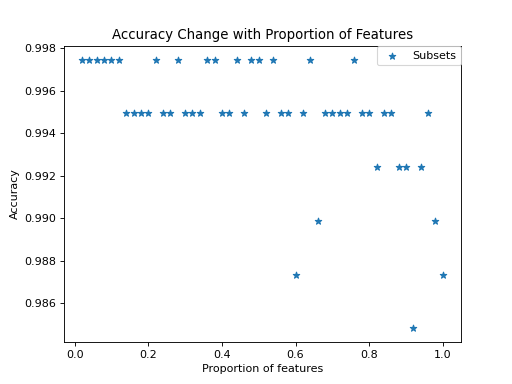 Accuracy Change with Proportion of Features
Subsets
0.998
0.996
0.994
0.992
0.990
0.988
0.986
Accuracy
0.0 0.2 0.4 0.6 0.8 1.0
Proportion of features